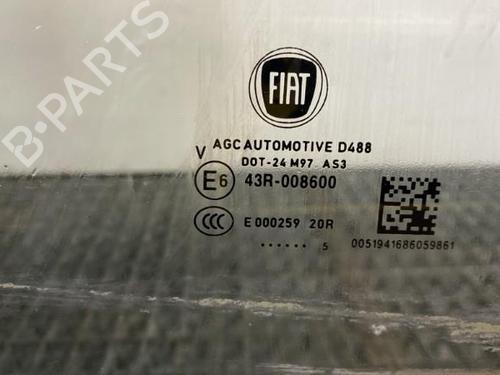 B-PARTS
FIAT
AGC AUTOMOTIVE D488
V
DOT-24 M97 AS3
E6 43R-008600
CCC E 000259 20R
...... 5
0051941686059861